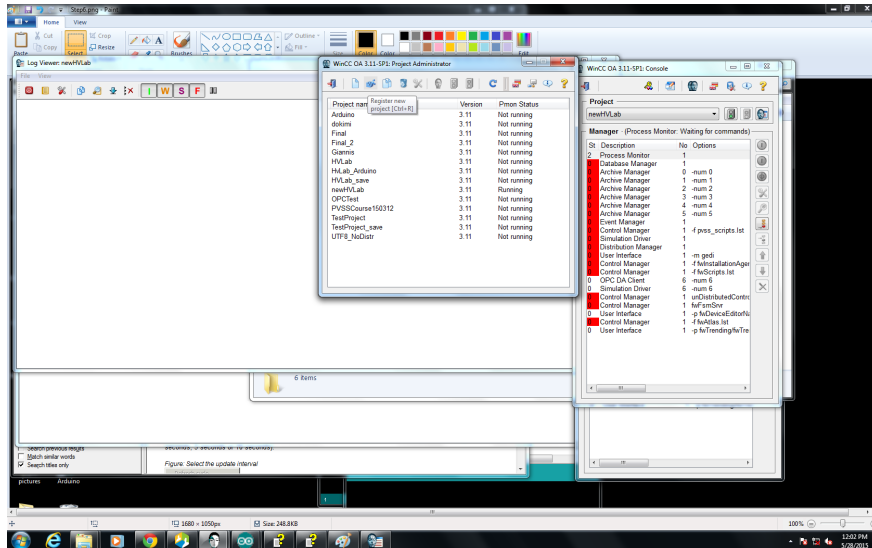 Step6.png - Paint
Home View
Cut
Copy
Paste
Crop
Resize
Select
Brushes
Outline
Fill
Size
Color Color
Edit
Log Viewer: newHVLab
File View
I W S F
WinCC OA 3.11-SP1: Project Administrator
Register new
project [Ctrl+R]
Project nam Version Pmon Status
Arduino 3.11 Not running
dokimi 3.11 Not running
Final 3.11 Not running
Final_2 3.11 Not running
Giannis 3.11 Not running
HVLab 3.11 Not running
HvLab_Arduino 3.11 Not running
HVLab_save 3.11 Not running
newHVLab 3.11 Running
OPCTest 3.11 Not running
PVSSCourse150312 3.11 Not running
TestProject 3.11 Not running
TestProject_save 3.11 Not running
UTF8_NoDistr 3.11 Not running
WinCC OA 3.11-SP1: Console
Project
newHVLab
Manager - (Process Monitor: Waiting for commands)
St Description No Options
2 Process Monitor 1
0 Database Manager 1
0 Archive Manager 0 -num 0
0 Archive Manager 1 -num 1
0 Archive Manager 2 -num 2
0 Archive Manager 3 -num 3
0 Archive Manager 4 -num 4
0 Archive Manager 5 -num 5
0 Event Manager 1
0 Control Manager 1 -f pvss_scripts.lst
0 Simulation Driver 1
0 Distribution Manager 1
0 User Interface 1 -m gedi
0 Control Manager 1 -f fwInstallationAger
0 Control Manager 1 -f fwScripts.lst
0 OPC DA Client 6 -num 6
0 Simulation Driver 6 -num 6
0 Control Manager 1 unDistributedContro
0 Control Manager 1 fwFsmSrvr
0 User Interface 1 -p fwDeviceEditorNa
0 Control Manager 1 -f fwAtlas.lst
0 User Interface 1 -p fwTrending/fwTre
6 items
Search previous results
Match similar words
Search titles only
seconds, 5 seconds or 10 seconds)
Figure: Select the update interval
pictures Arduino
1
1680 × 1050px
Size: 248.8KB
100%
12:02 PM
5/28/2015